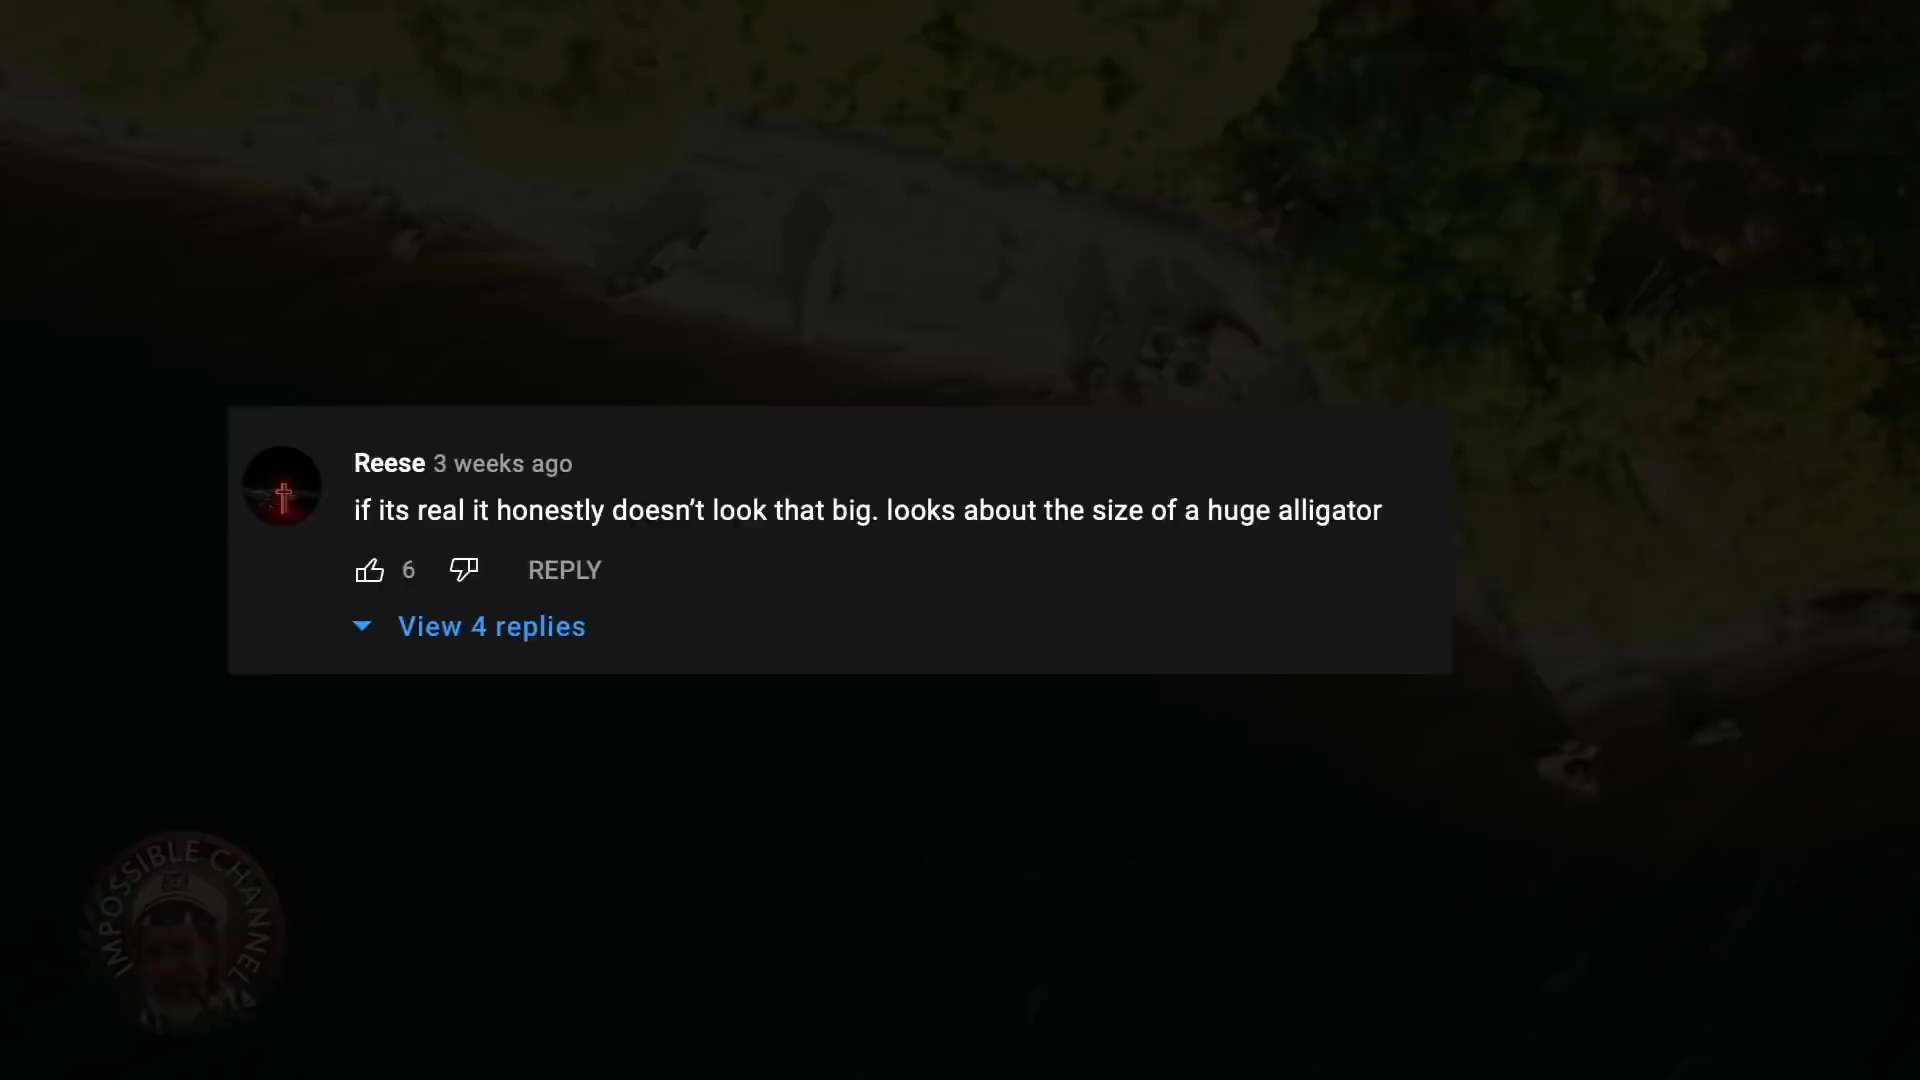 Reese 3 weeks ago
if its real it honestly doesn’t look that big. looks about the size of a huge alligator
6 REPLY
View 4 replies
IMPOSSIBLE CHANNEL